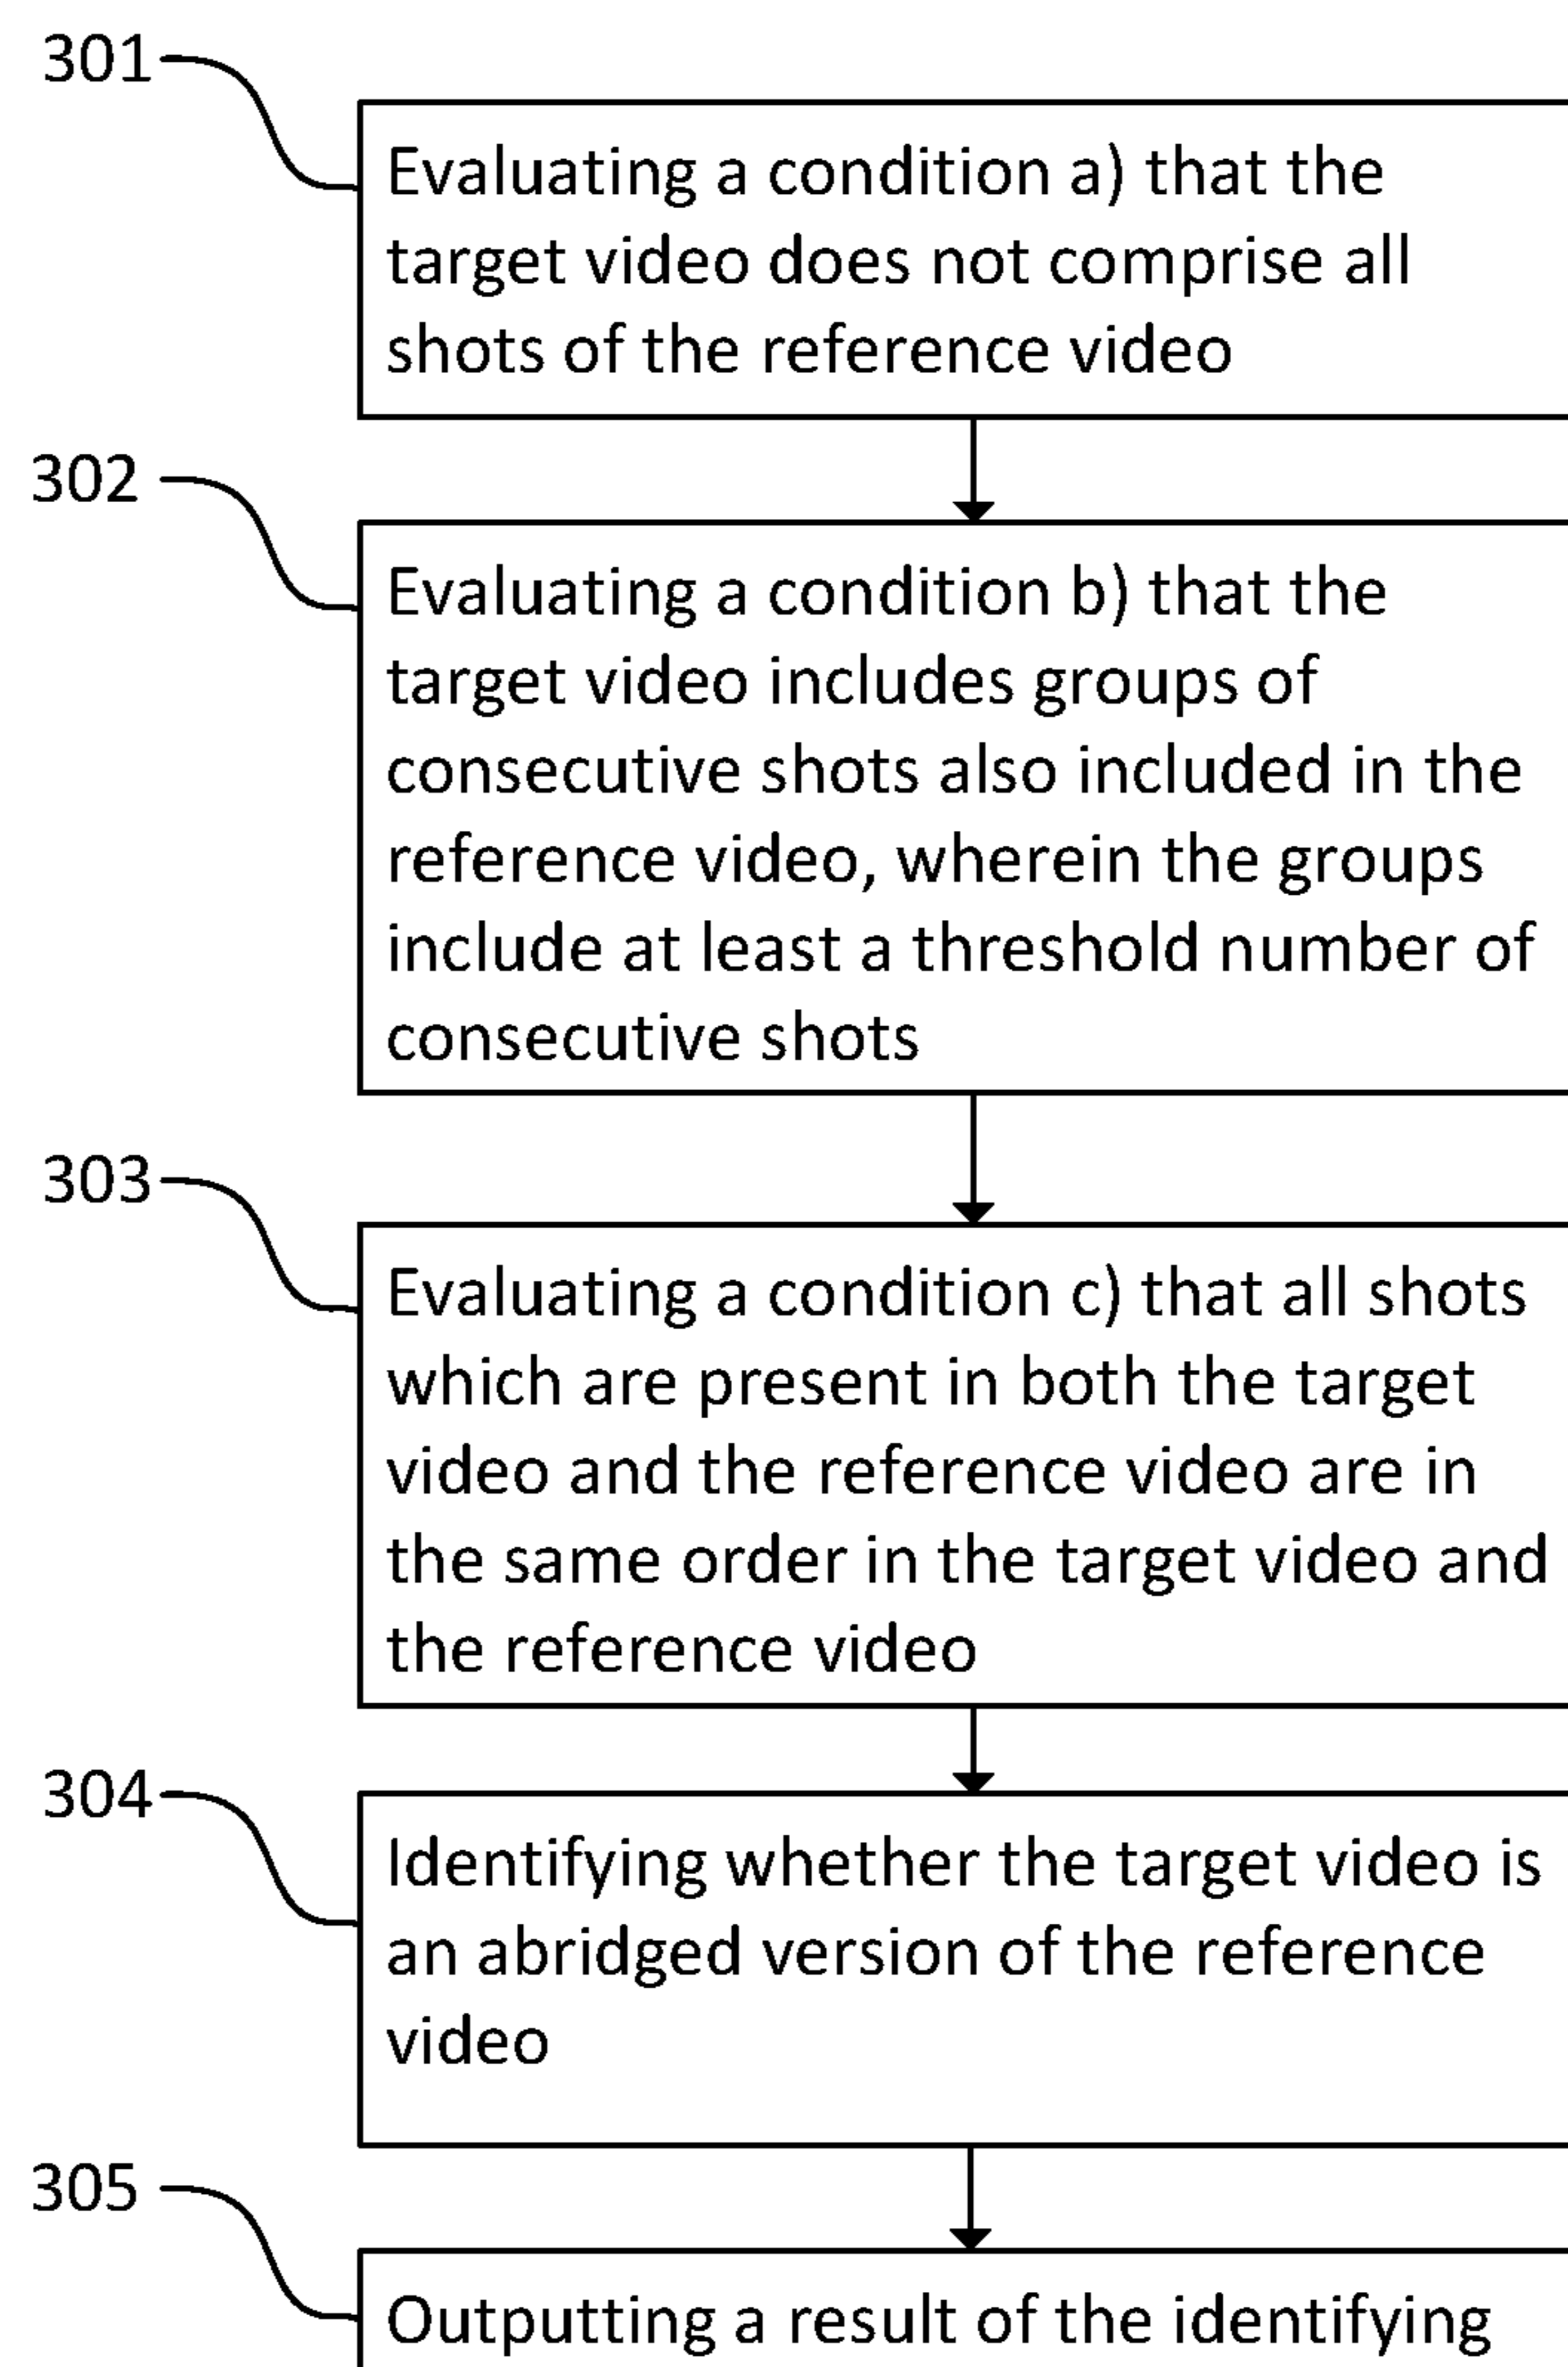 301
Evaluating a condition a) that the
target video does not comprise all
shots of the reference video
302
Evaluating a condition b) that the
target video includes groups of
consecutive shots also included in the
reference video, wherein the groups
include at least a threshold number of
consecutive shots
303
Evaluating a condition c) that all shots
which are present in both the target
video and the reference video are in
the same order in the target video and
the reference video
304
Identifying whether the target video is
an abridged version of the reference
video
305
Outputting a result of the identifying